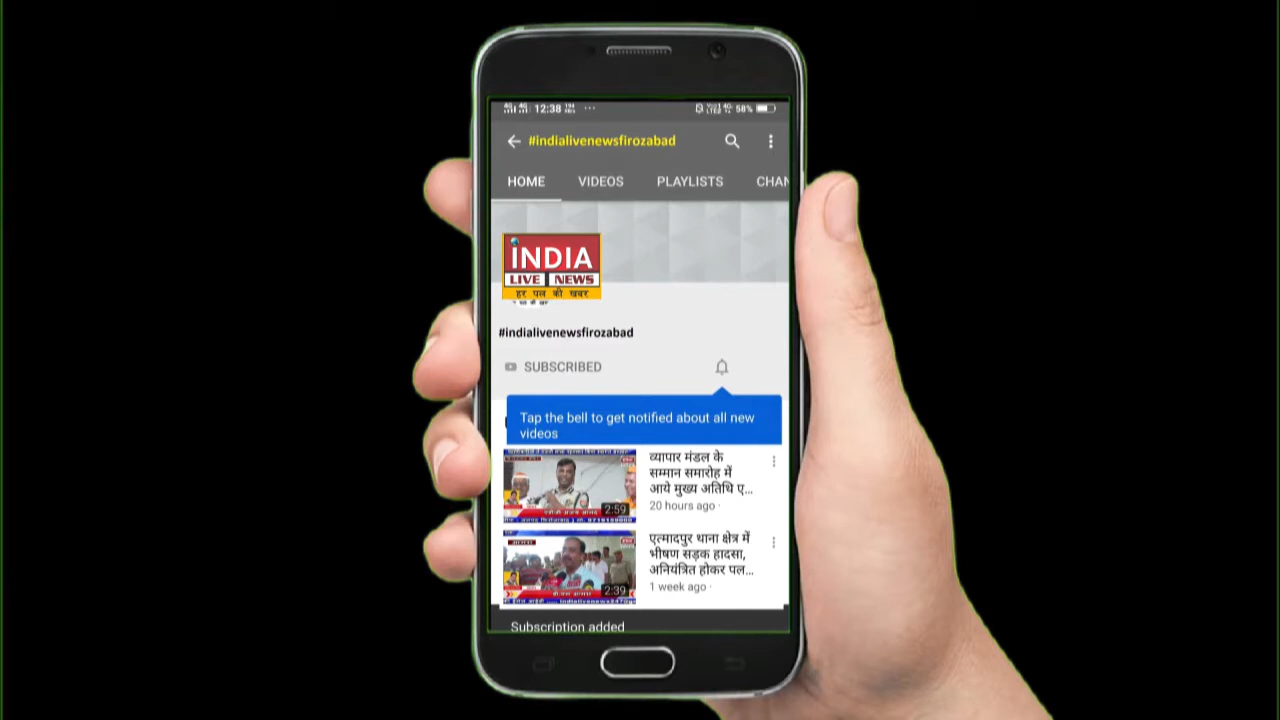 12:38
58%
#indialivenewsfirozabad
HOME VIDEOS PLAYLISTS CHAN
INDIA
LIVE NEWS
हर पल की खबर
#indialivenewsfirozabad
SUBSCRIBED
Tap the bell to get notified about all new
videos
व्यापार मंडल के
सम्मान समारोह में
आये मुख्य अतिथि ए...
20 hours ago
2:59
एत्मादपुर थाना क्षेत्र में
भीषण सड़क हादसा,
अनियंत्रित होकर पल...
1 week ago
2:39
Subscription added